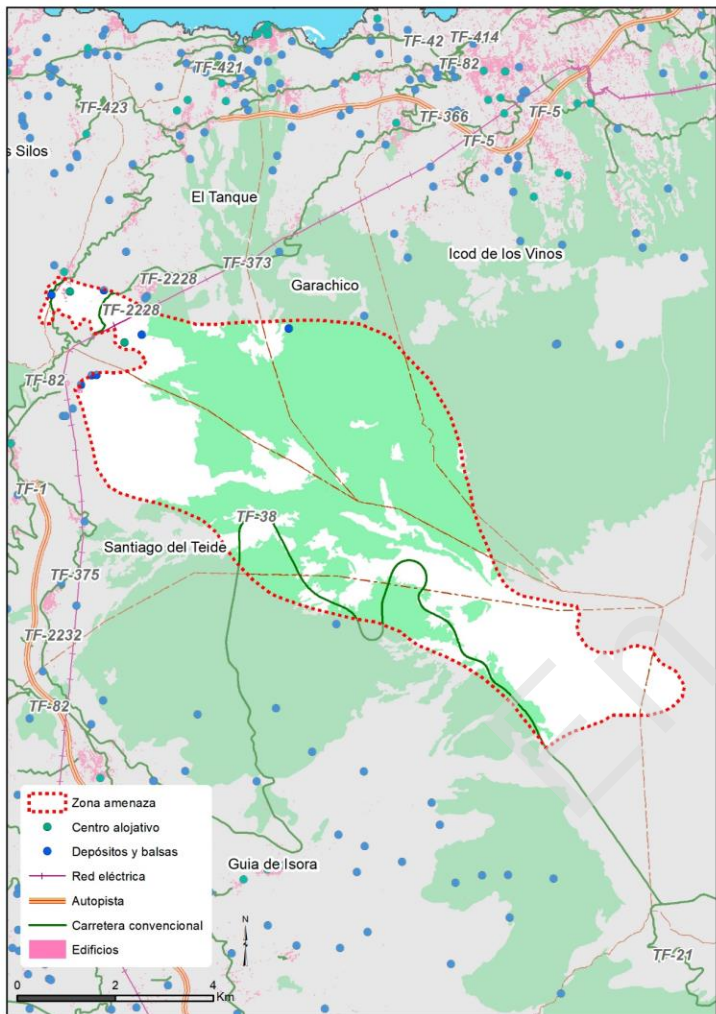 TF-42
TF-414
TF-421
TF-82
TF-423
TF-366
TF-5
TF-5
s Silos
El Tanque
Icod de los Vinos
TF-373
TF-2228
Garachico
TF-2228
TF-82
TF-1
TF-38
Santiago del Teide
TF-375
TF-2232
TF-82
Zona amenaza
Centro alojativo
Depósitos y balsas
Red eléctrica
Autopista
Carretera convencional
Edificios
Guia de Isora
N
TF-21
0 2 4
Km